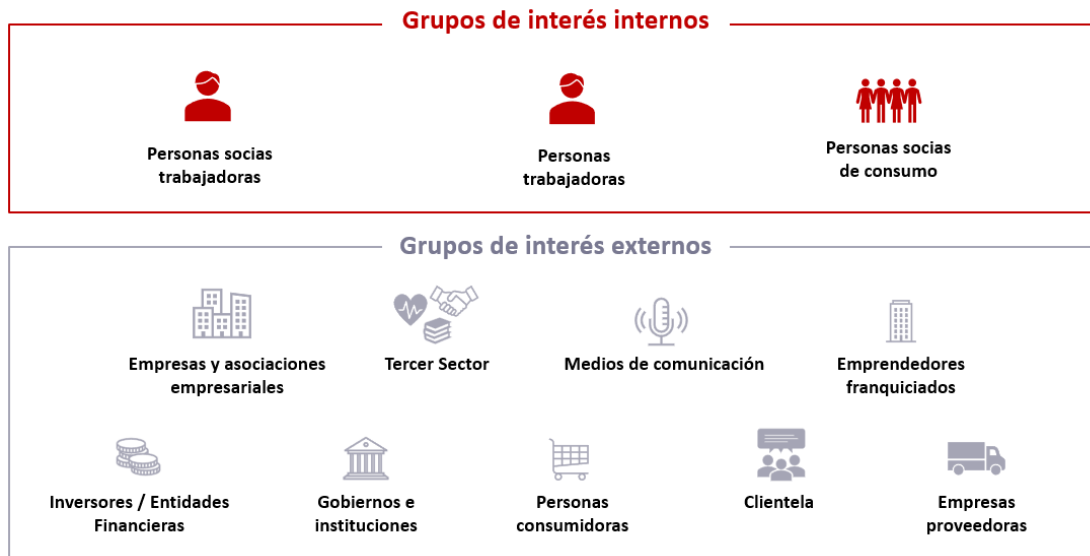 Grupos de interés internos
Personas socias
trabajadoras
Personas
trabajadoras
Personas socias
de consumo
Grupos de interés externos
Empresas y asociaciones
empresariales
Tercer Sector
Medios de comunicación
Emprendedores
franquiciados
Inversores / Entidades
Financieras
Gobiernos e
instituciones
Personas
consumidoras
Clientela
Empresas
proveedoras